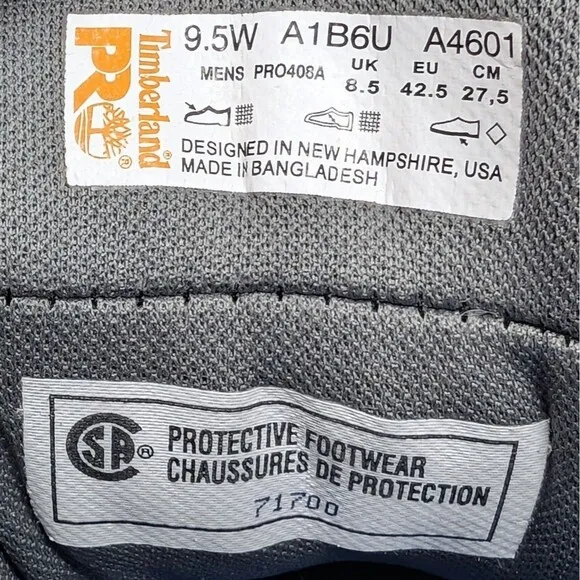 Timberland®
PRO®
9.5W A1B6U A4601
MENS PRO408A UK EU CM
8.5 42.5 27,5
DESIGNED IN NEW HAMPSHIRE, USA
MADE IN BANGLADESH
CSA® PROTECTIVE FOOTWEAR
CHAUSSURES DE PROTECTION
71700